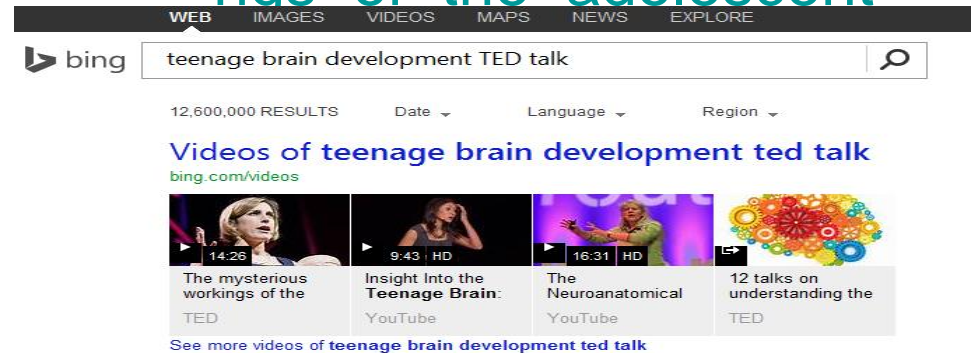 of the adolescent
WEB IMAGES VIDEOS MAPS NEWS EXPLORE
bing
teenage brain development TED talk
12,600,000 RESULTS Date Language Region
Videos of teenage brain development ted talk
bing.com/videos
14:26
9:43 HD
16:31 HD
The mysterious
workings of the
TED
Insight Into the
Teenage Brain:
YouTube
The
Neuroanatomical
YouTube
12 talks on
understanding the
TED
See more videos of teenage brain development ted talk